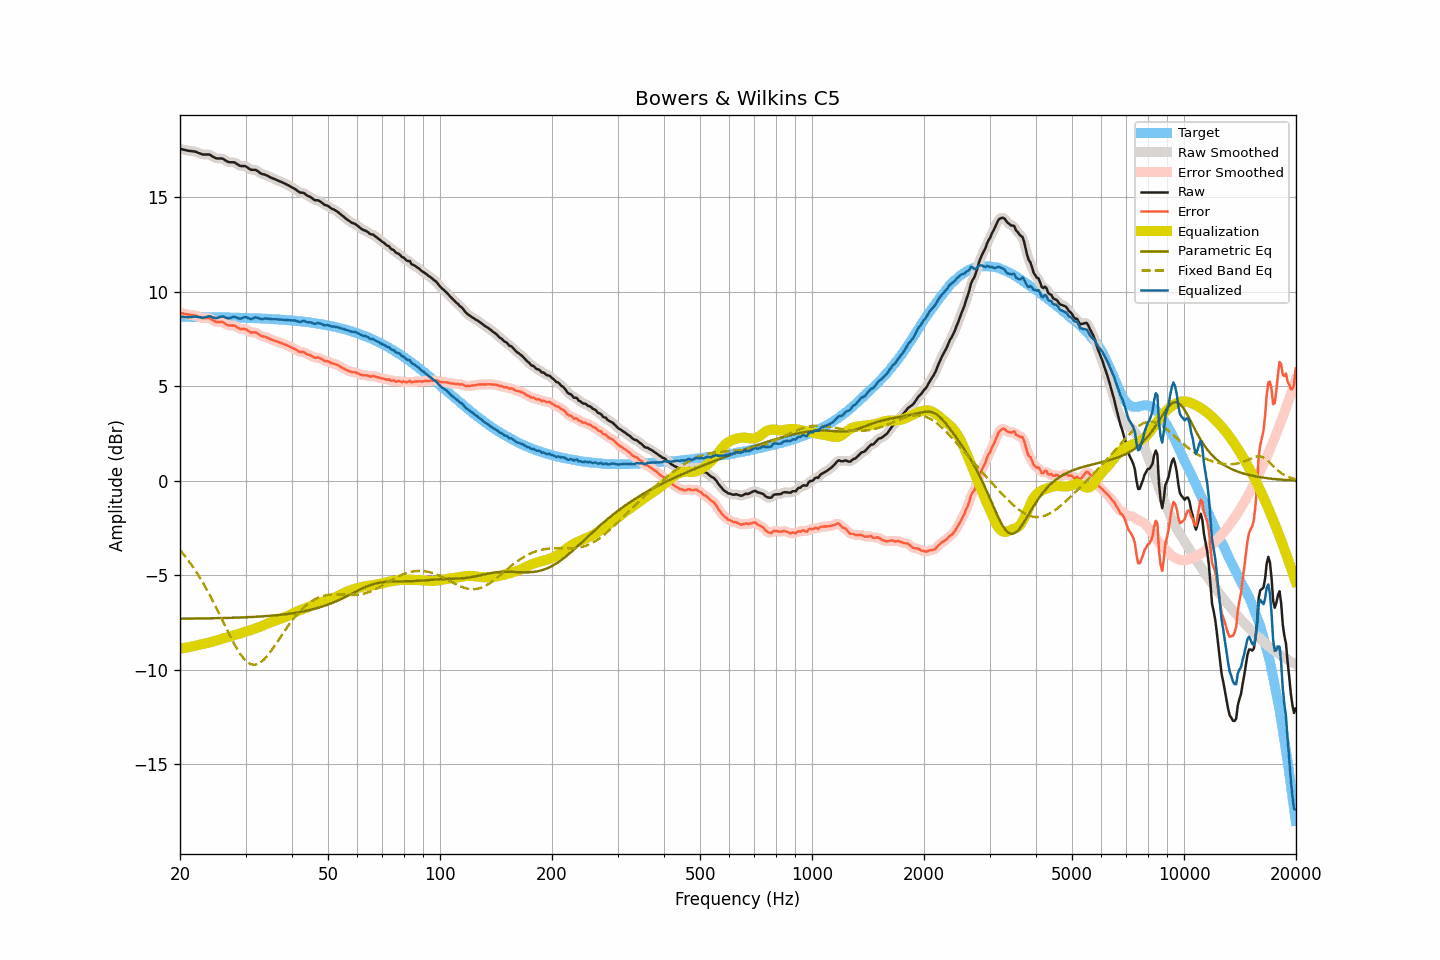 Bowers & Wilkins C5
Target
Raw Smoothed
Error Smoothed
Raw
Error
Equalization
Parametric Eq
Fixed Band Eq
Equalized
Amplitude (dBr)
15
10
5
0
−5
−10
−15
20 50 100 200 500 1000 2000 5000 10000 20000
Frequency (Hz)